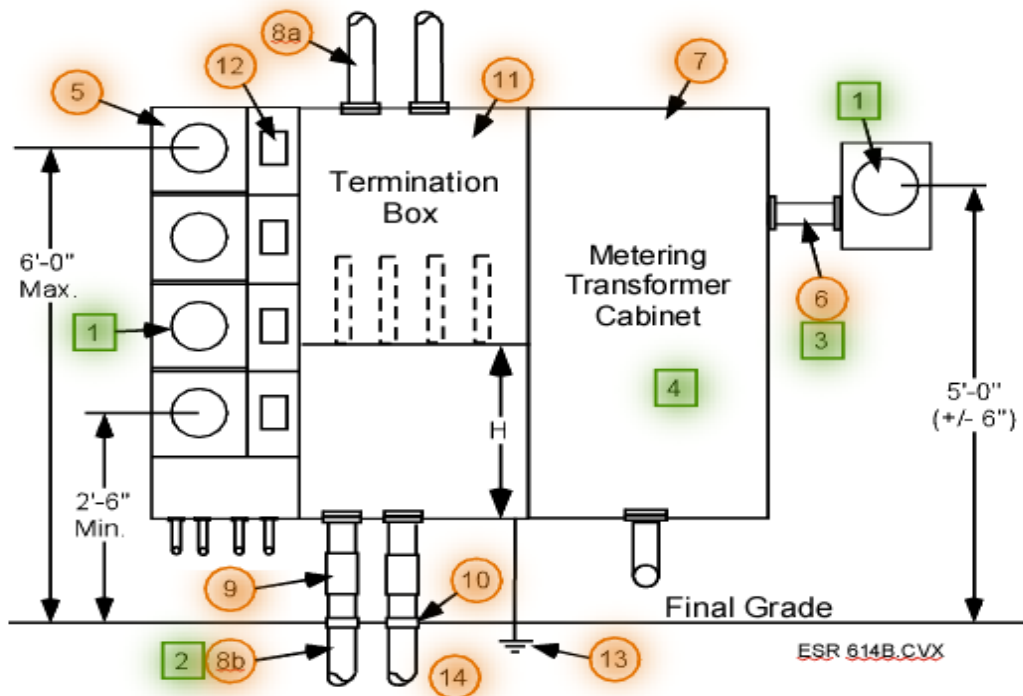 8a
12
11
7
5
1
Termination
Box
6'-0"
Max.
Metering
Transformer
Cabinet
6
3
1
4
5'-0"
(+/- 6")
H
2'-6"
Min.
9
10
Final Grade
2
8b
14
13
ESR 614B.CVX